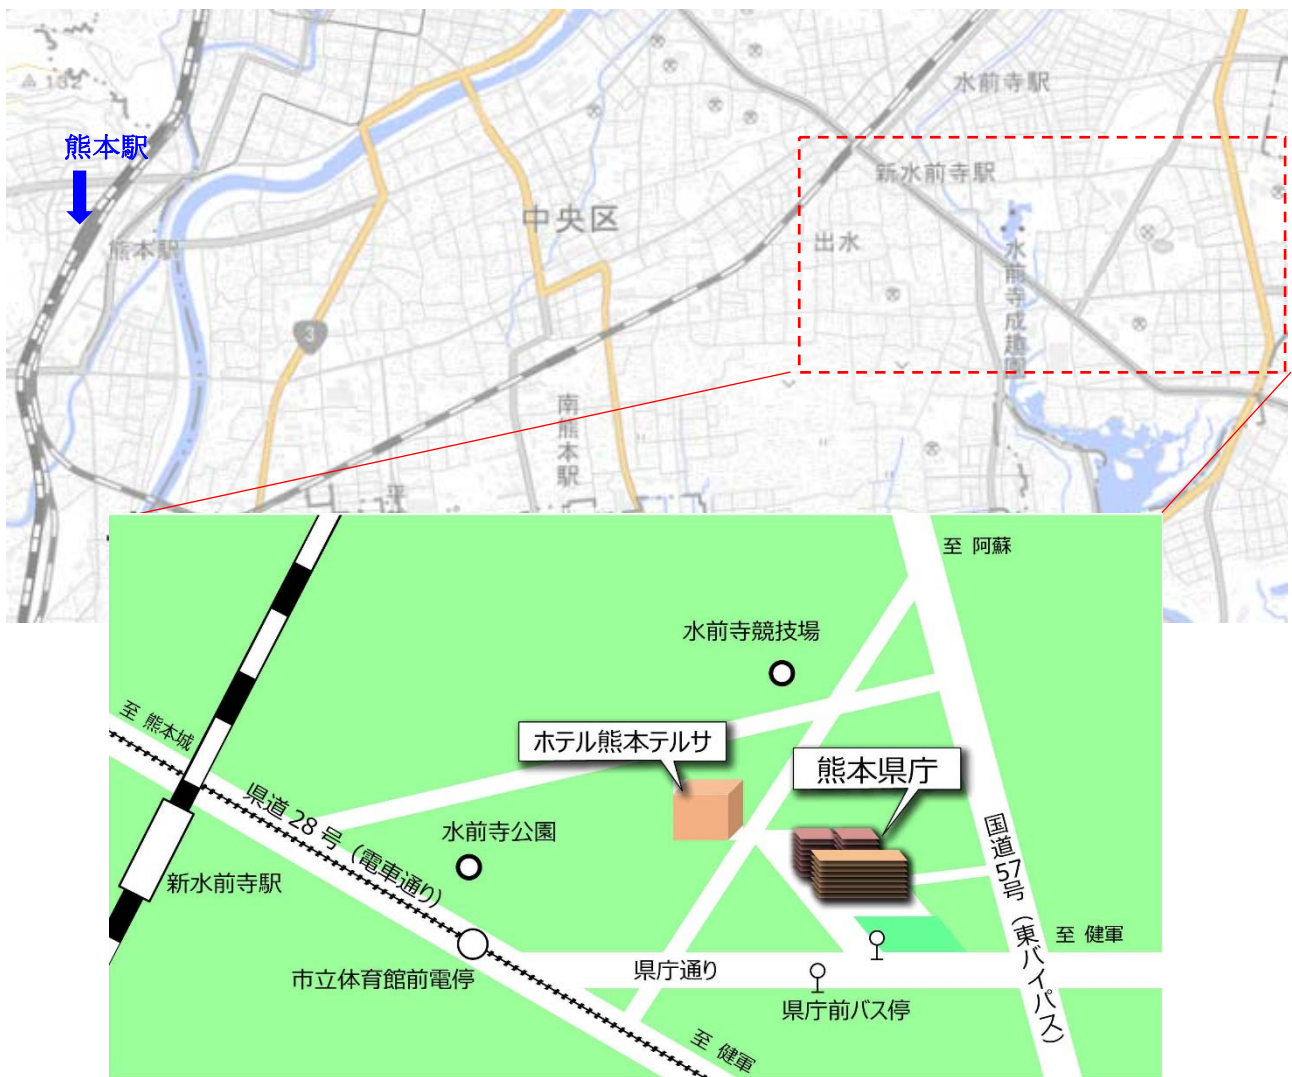 132
水前寺駅
熊本駅
新水前寺駅
中央区
出水
熊本駅
水前寺成趣園
3
南熊本駅
平
至 阿蘇
水前寺競技場
至 熊本城
ホテル熊本テルサ
熊本県庁
県道 28 号(電車通り)
水前寺公園
国道57号(東バイパス)
新水前寺駅
至 健軍
市立体育館前電停
県庁通り
県庁前バス停
至 健軍